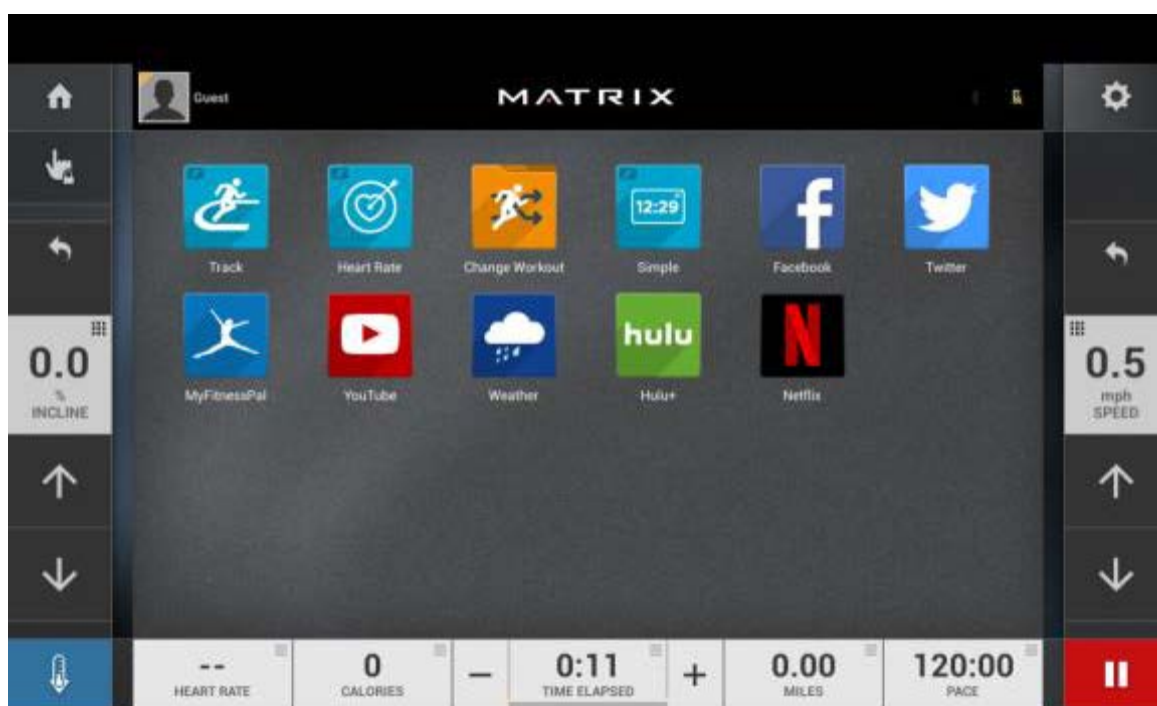 Guest
MATRIX
12:29
Track
Heart Rate
Change Workout
Simple
Facebook
Twitter
hulu
N
MyFitnessPal
YouTube
Weather
Hulu+
Netflix
0.0
%
INCLINE
0.5
mph
SPEED
--
HEART RATE
0
CALORIES
−
0:11
TIME ELAPSED
+
0.00
MILES
120:00
PACE